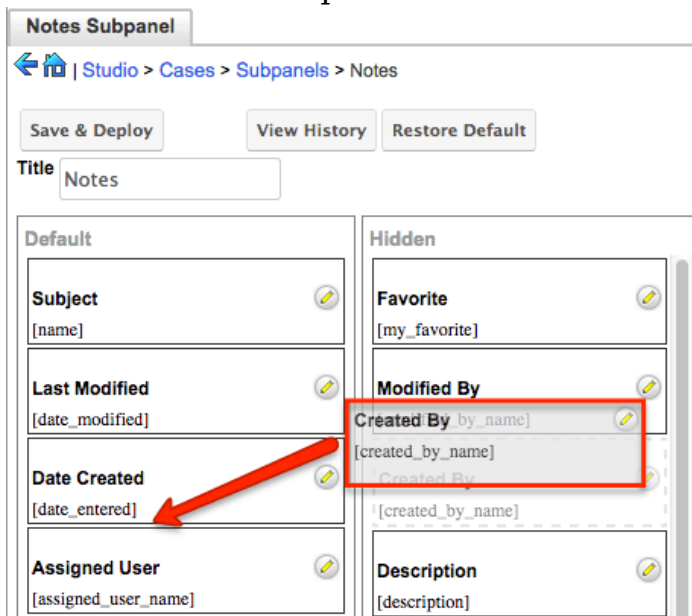 Notes Subpanel
| Studio > Cases > Subpanels > Notes
Save & Deploy View History Restore Default
Title Notes
Default
Subject
[name]
Last Modified
[date_modified]
Date Created
[date_entered]
Assigned User
[assigned_user_name]
Hidden
Favorite
[my_favorite]
Modified By
[modified_by_name]
Created By
[created_by_name]
Created By
[created_by_name]
Description
[description]